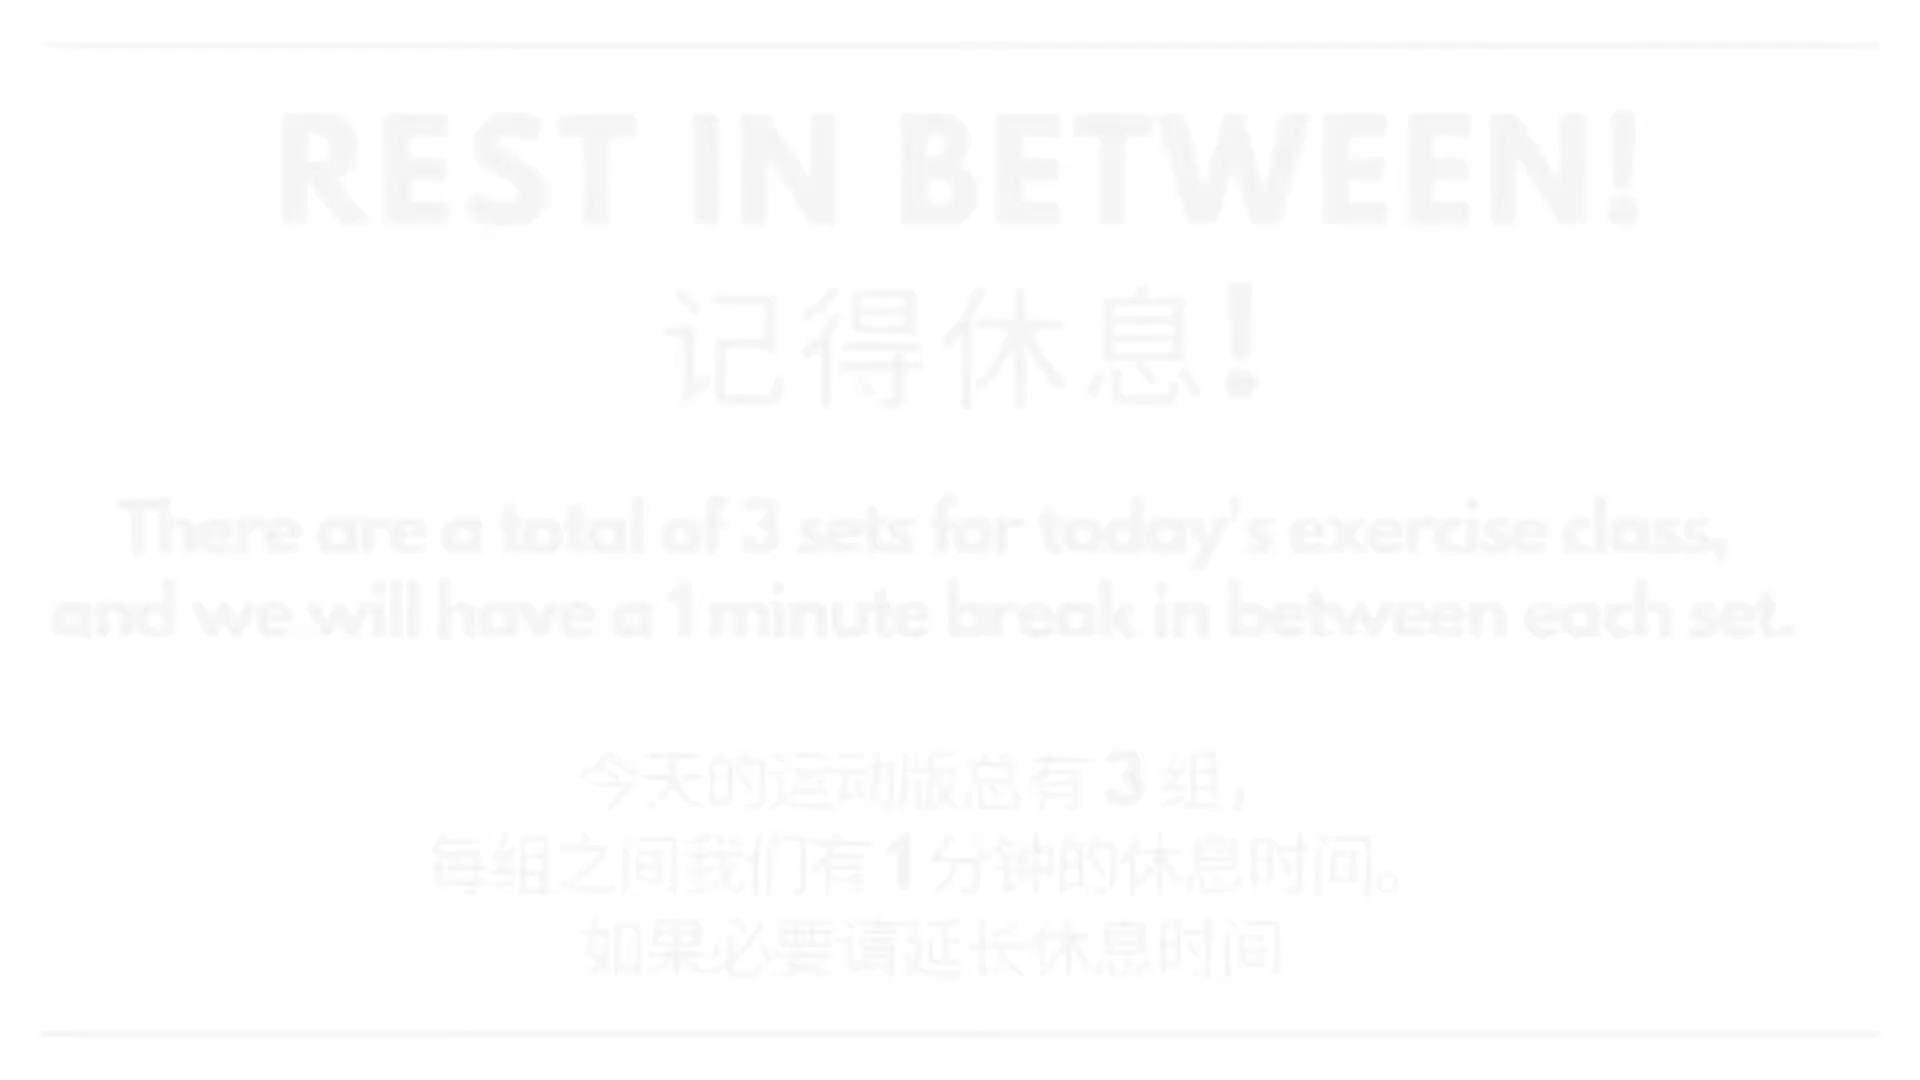 REST IN BETWEEN!
记得休息!
There are a total of 3 sets for today's exercise class,
and we will have a 1 minute break in between each set.
今天的运动版总有 3 组,
每组之间我们有 1 分钟的休息时间。
如果必要请延长休息时间